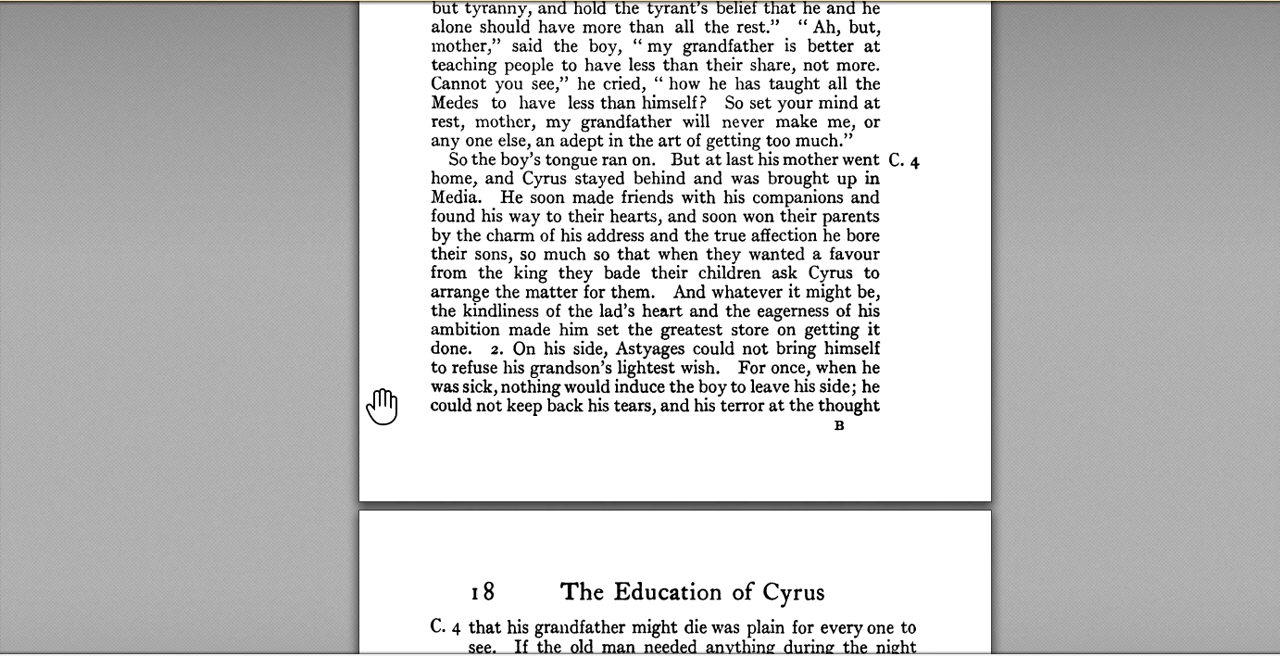 but tyranny, and hold the tyrant's belief that he and he
alone should have more than all the rest.” “ Ah, but,
mother,” said the boy, “ my grandfather is better at
teaching people to have less than their share, not more.
Cannot you see,” he cried, “ how he has taught all the
Medes to have less than himself? So set your mind at
rest, mother, my grandfather will never make me, or
any one else, an adept in the art of getting too much.”
So the boy's tongue ran on. But at last his mother went C. 4
home, and Cyrus stayed behind and was brought up in
Media. He soon made friends with his companions and
found his way to their hearts, and soon won their parents
by the charm of his address and the true affection he bore
their sons, so much so that when they wanted a favour
from the king they bade their children ask Cyrus to
arrange the matter for them. And whatever it might be,
the kindliness of the lad's heart and the eagerness of his
ambition made him set the greatest store on getting it
done. 2. On his side, Astyages could not bring himself
to refuse his grandson's lightest wish. For once, when he
was sick, nothing would induce the boy to leave his side; he
could not keep back his tears, and his terror at the thought
B
18 The Education of Cyrus
C. 4 that his grandfather might die was plain for every one to
see. If the old man needed anything during the night